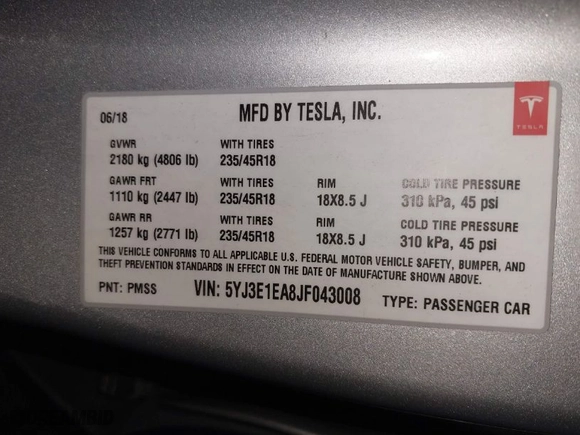 06/18 MFD BY TESLA, INC.
TESLA
GVWR WITH TIRES
2180 kg (4806 lb) 235/45R18
GAWR FRT WITH TIRES RIM COLD TIRE PRESSURE
1110 kg (2447 lb) 235/45R18 18X8.5 J 310 kPa, 45 psi
GAWR RR WITH TIRES RIM COLD TIRE PRESSURE
1257 kg (2771 lb) 235/45R18 18X8.5 J 310 kPa, 45 psi
THIS VEHICLE CONFORMS TO ALL APPLICABLE U.S. FEDERAL MOTOR VEHICLE SAFETY, BUMPER, AND
THEFT PREVENTION STANDARDS IN EFFECT ON THE DATE OF MANUFACTURE SHOWN ABOVE.
PNT: PMSS VIN: 5YJ3E1EA8JF043008 TYPE: PASSENGER CAR